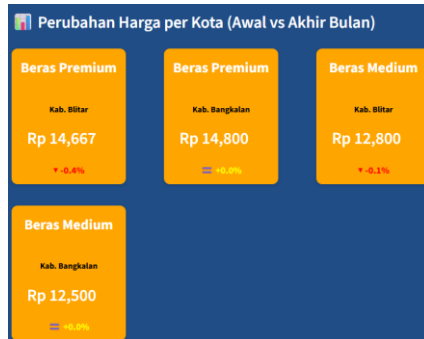 Perubahan Harga per Kota (Awal vs Akhir Bulan)
Beras Premium
Kab. Blitar
Rp 14,667
▼ -0.4%
Beras Premium
Kab. Bangkalan
Rp 14,800
+0.0%
Beras Medium
Kab. Blitar
Rp 12,800
▼ -0.1%
Beras Medium
Kab. Bangkalan
Rp 12,500
+0.0%